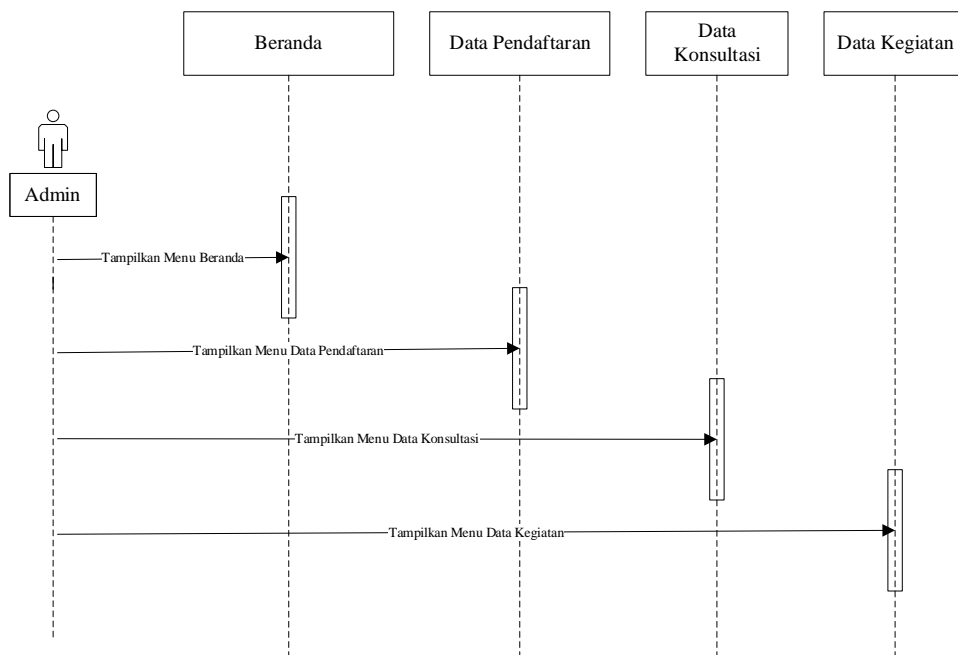 Beranda
Data Pendaftaran
Data
Konsultasi
Data Kegiatan
Admin
Tampilkan Menu Beranda
Tampilkan Menu Data Pendaftaran
Tampilkan Menu Data Konsultasi
Tampilkan Menu Data Kegiatan